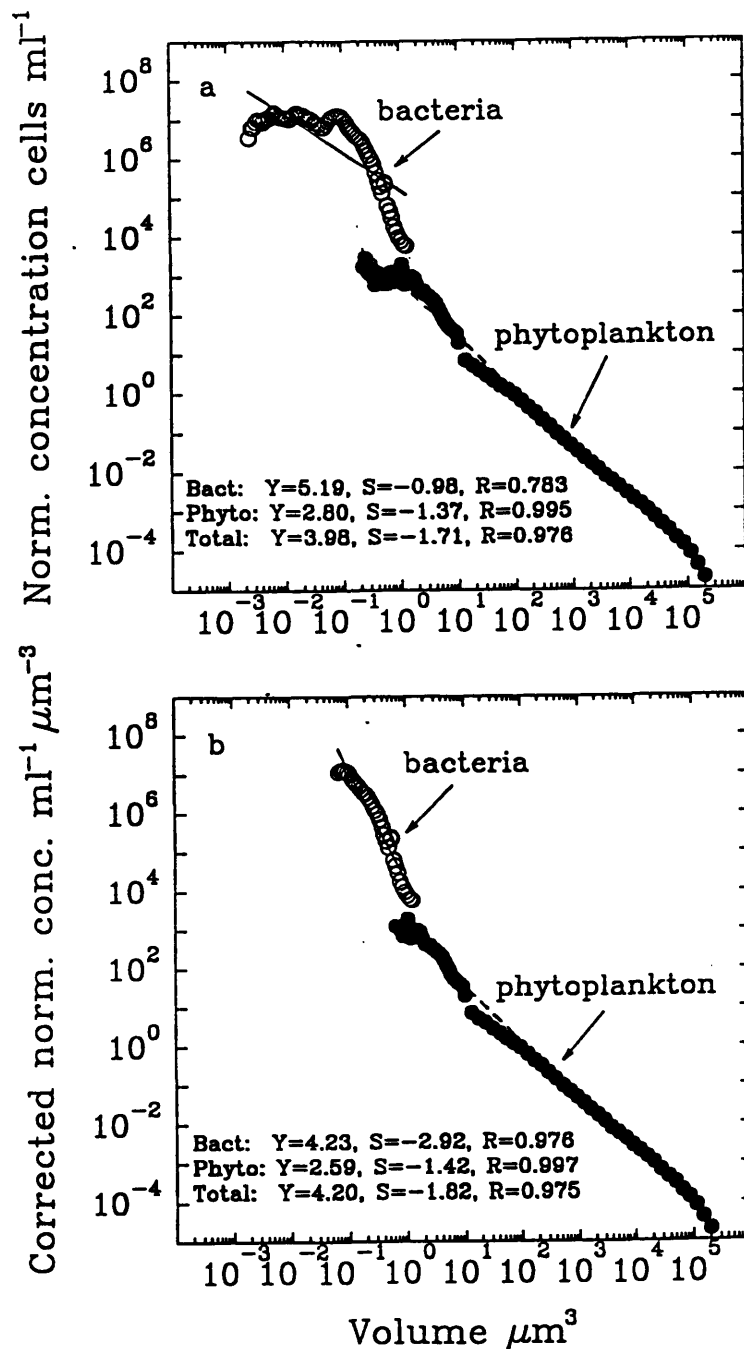 Norm. concentration cells ml⁻¹
a
bacteria
phytoplankton
10⁸
10⁶
10⁴
10²
10⁰
10⁻²
10⁻⁴
Bact: Y=5.19, S=−0.98, R=0.783
Phyto: Y=2.80, S=−1.37, R=0.995
Total: Y=3.98, S=−1.71, R=0.976
10⁻³ 10⁻² 10⁻¹ 10⁰ 10¹ 10² 10³ 10⁴ 10⁵
Corrected norm. conc. ml⁻¹ μm⁻³
b
bacteria
phytoplankton
10⁸
10⁶
10⁴
10²
10⁰
10⁻²
10⁻⁴
Bact: Y=4.23, S=−2.92, R=0.976
Phyto: Y=2.59, S=−1.42, R=0.997
Total: Y=4.20, S=−1.82, R=0.975
10⁻³ 10⁻² 10⁻¹ 10⁰ 10¹ 10² 10³ 10⁴ 10⁵
Volume μm³